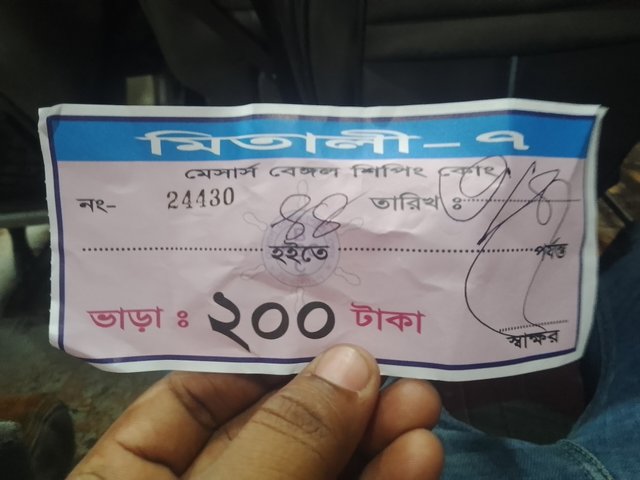 মিতালী-৭
মেসার্স বেঙ্গল শিপিং কোং
নং- 24430 তারিখ :
হইতে পর্যন্ত
ভাড়া : ২০০ টাকা
স্বাক্ষর